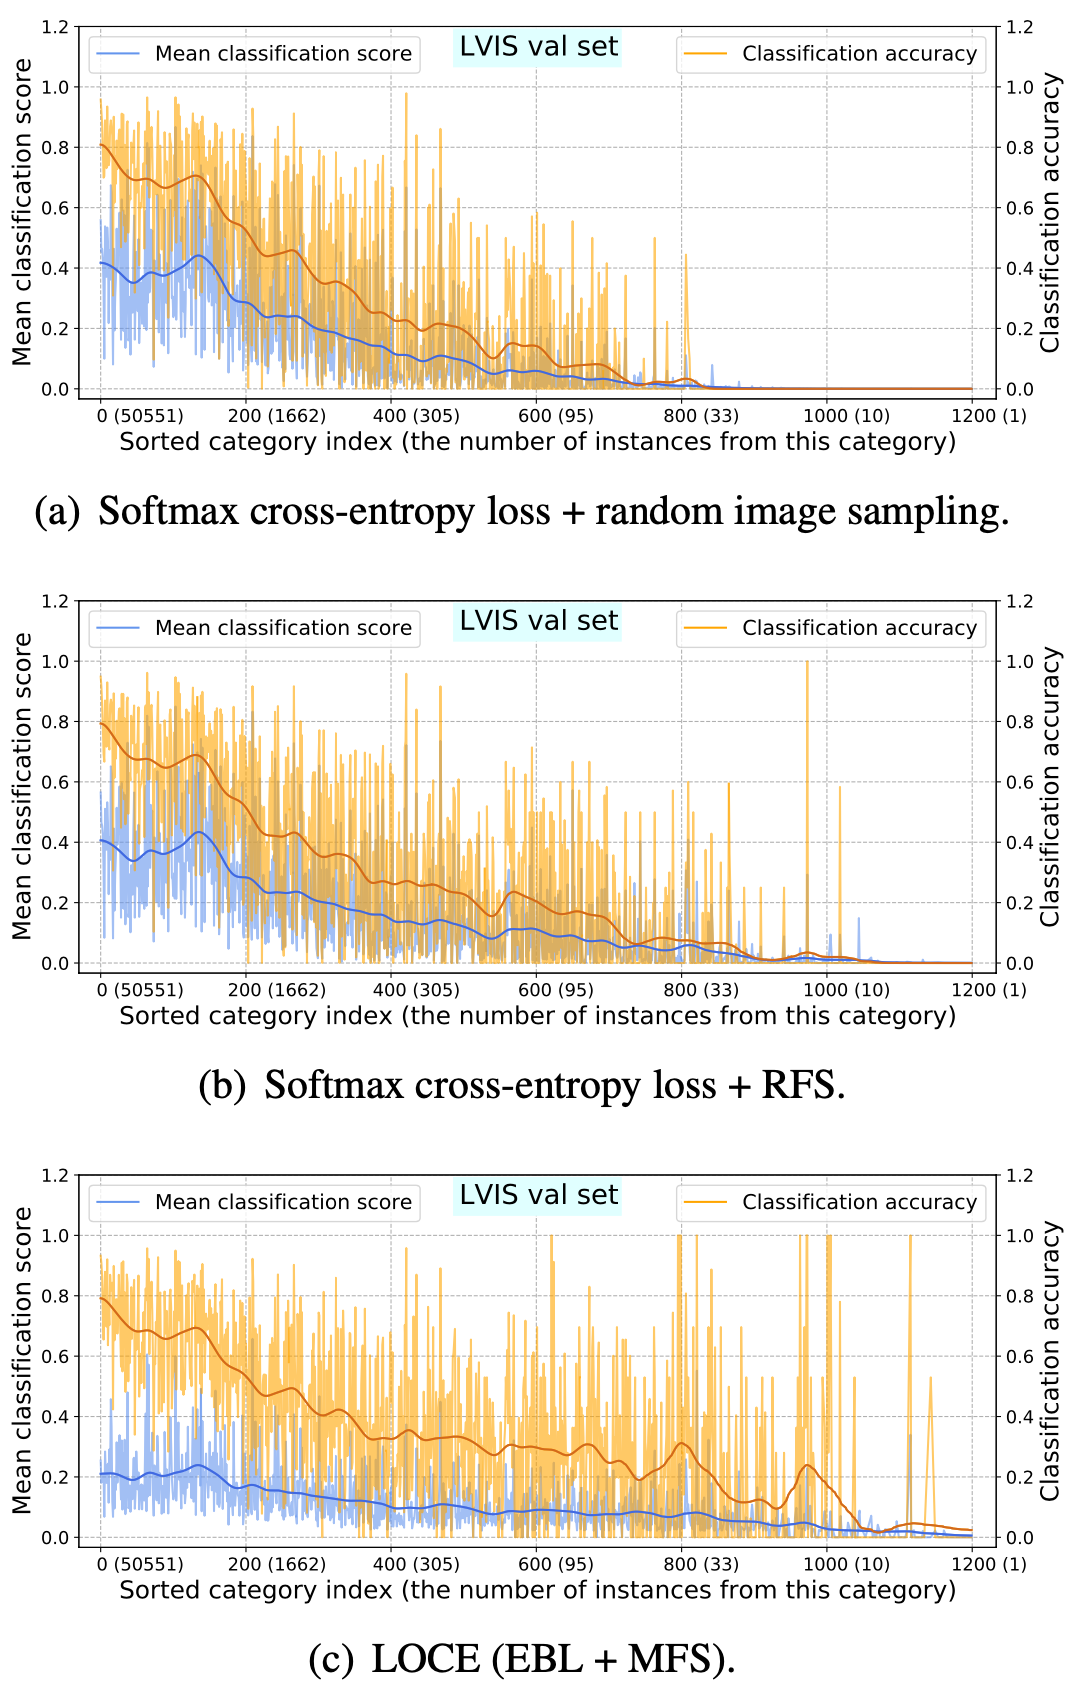 LVIS val set
Mean classification score
Classification accuracy
Mean classification score
Classification accuracy
1.2
1.0
0.8
0.6
0.4
0.2
0.0
1.2
1.0
0.8
0.6
0.4
0.2
0.0
0 (50551) 200 (1662) 400 (305) 600 (95) 800 (33) 1000 (10) 1200 (1)
Sorted category index (the number of instances from this category)
(a) Softmax cross-entropy loss + random image sampling.
LVIS val set
Mean classification score
Classification accuracy
Mean classification score
Classification accuracy
1.2
1.0
0.8
0.6
0.4
0.2
0.0
1.2
1.0
0.8
0.6
0.4
0.2
0.0
0 (50551) 200 (1662) 400 (305) 600 (95) 800 (33) 1000 (10) 1200 (1)
Sorted category index (the number of instances from this category)
(b) Softmax cross-entropy loss + RFS.
LVIS val set
Mean classification score
Classification accuracy
Mean classification score
Classification accuracy
1.2
1.0
0.8
0.6
0.4
0.2
0.0
1.2
1.0
0.8
0.6
0.4
0.2
0.0
0 (50551) 200 (1662) 400 (305) 600 (95) 800 (33) 1000 (10) 1200 (1)
Sorted category index (the number of instances from this category)
(c) LOCE (EBL + MFS).